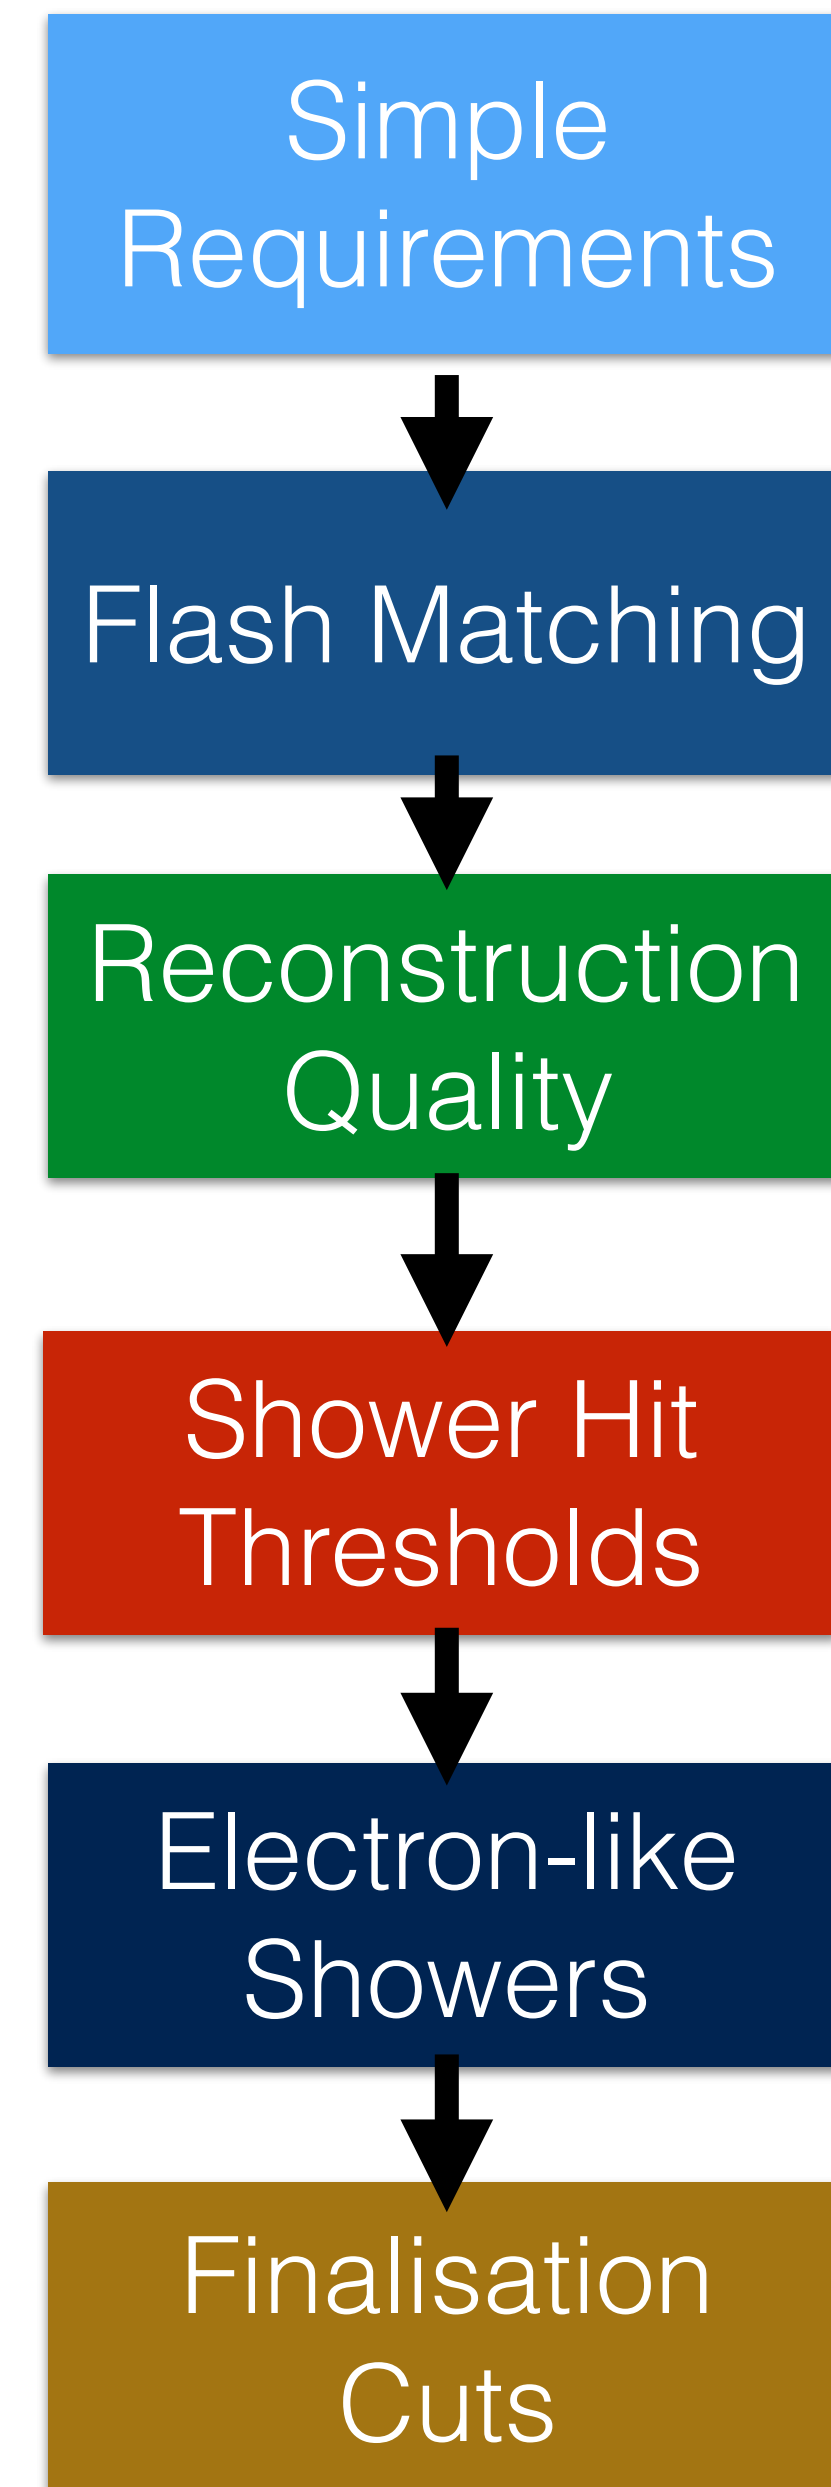 Simple
Requirements
Flash Matching
Reconstruction
Quality
Shower Hit
Thresholds
Electron-like
Showers
Finalisation
Cuts